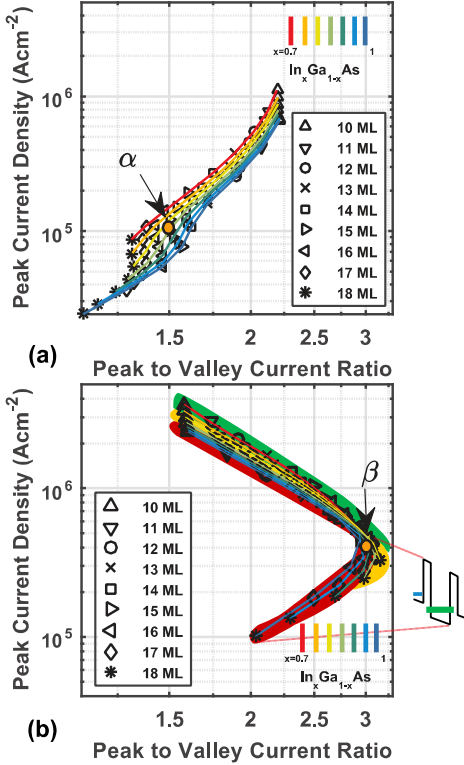 Peak Current Density (Acm⁻²)
10⁶
10⁵
α
x=0.7 1
InₓGa₁₋ₓAs
10 ML
11 ML
12 ML
13 ML
14 ML
15 ML
16 ML
17 ML
18 ML
1.5 2 3
(a) Peak to Valley Current Ratio
Peak Current Density (Acm⁻²)
10⁶
10⁵
β
10 ML
11 ML
12 ML
13 ML
14 ML
15 ML
16 ML
17 ML
18 ML
x=0.7 1
InₓGa₁₋ₓAs
1.5 2 3
(b) Peak to Valley Current Ratio